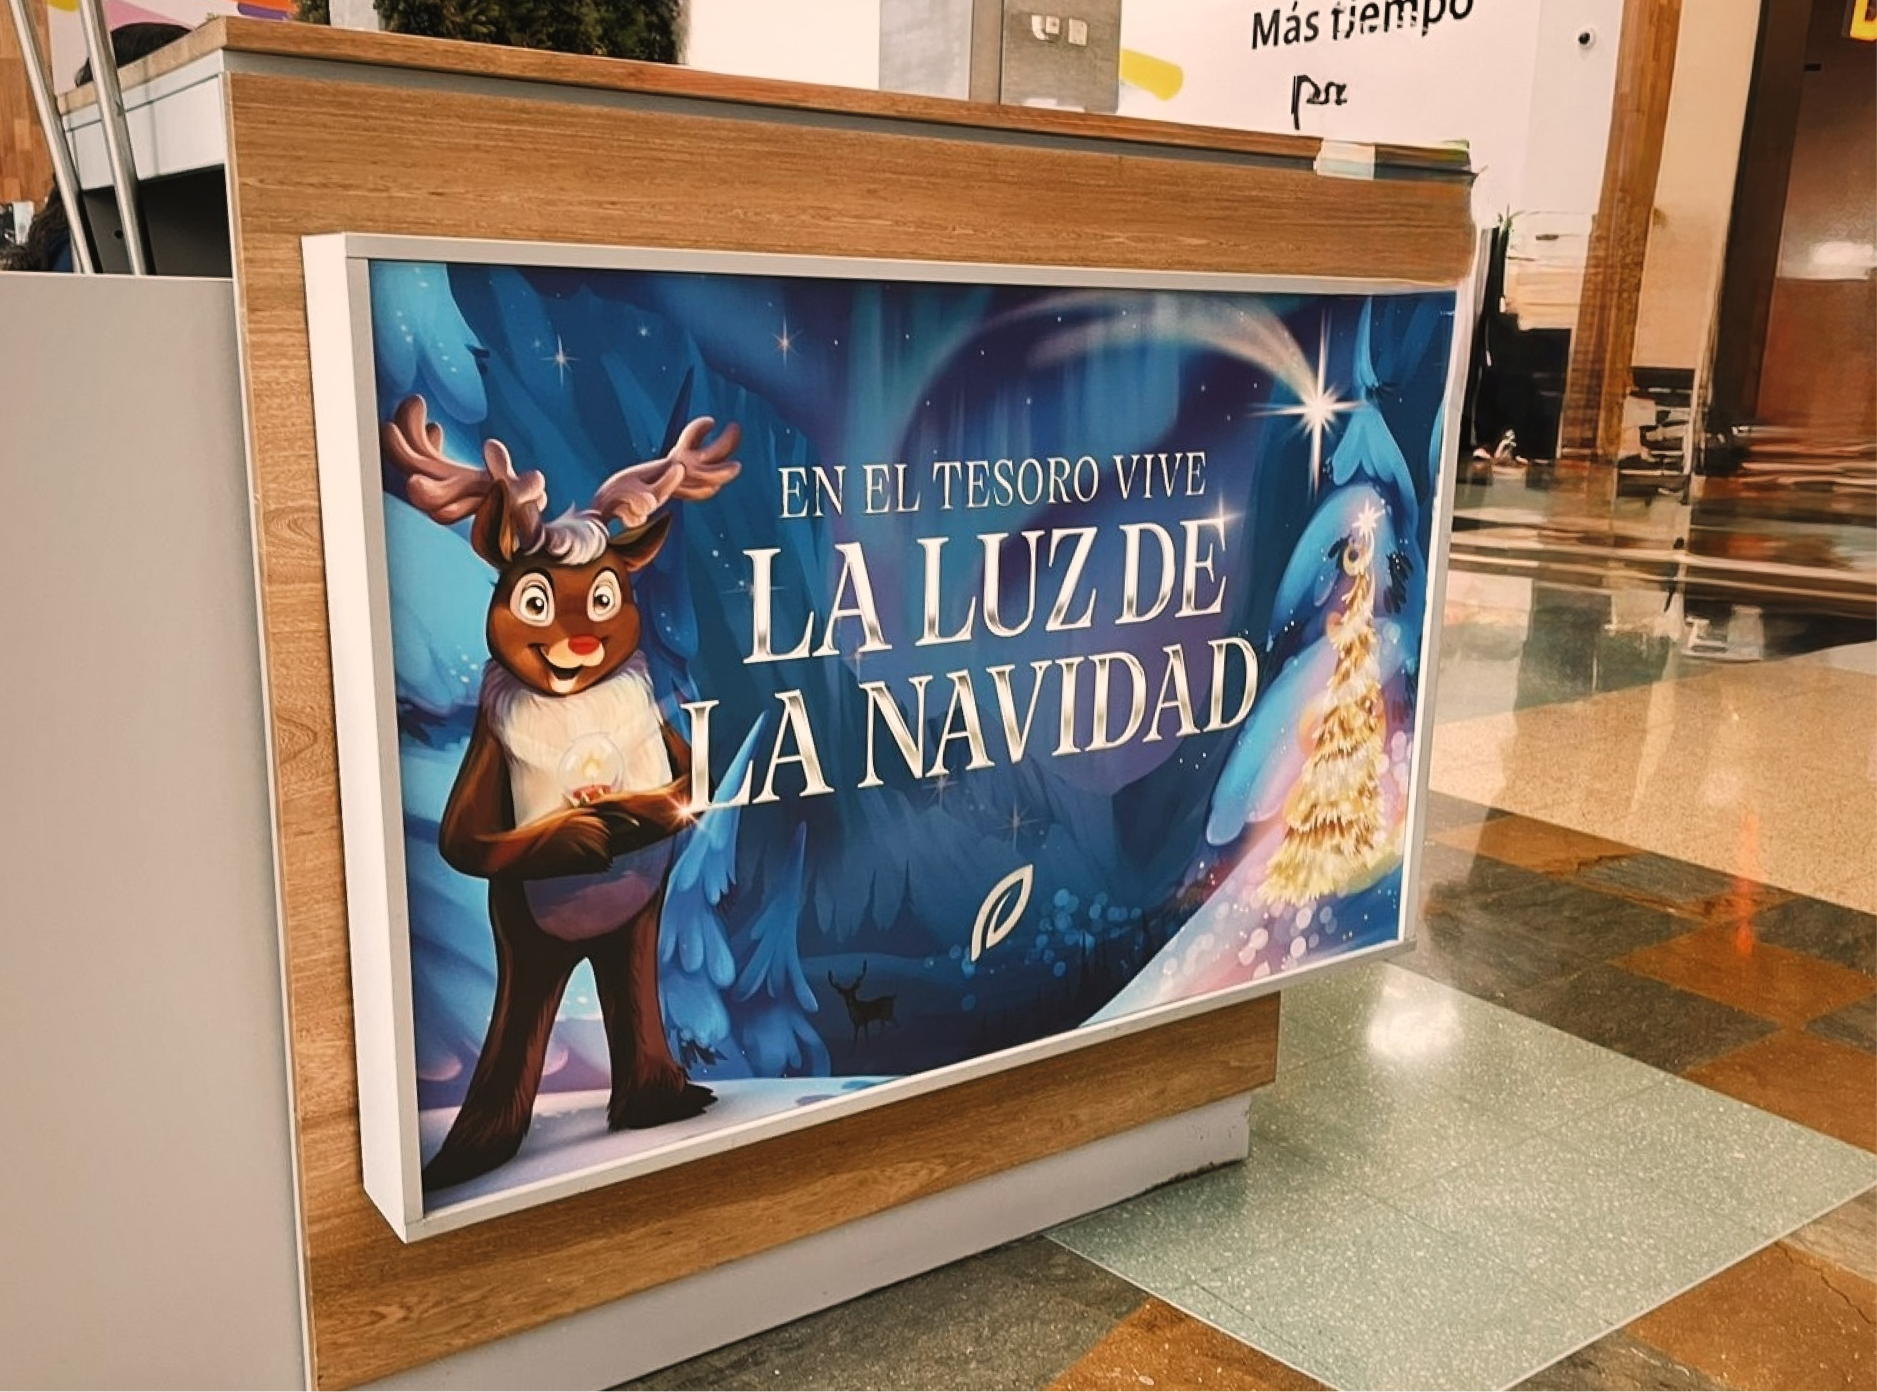 Más tiempo
EN EL TESORO VIVE
LA LUZ DE
LA NAVIDAD